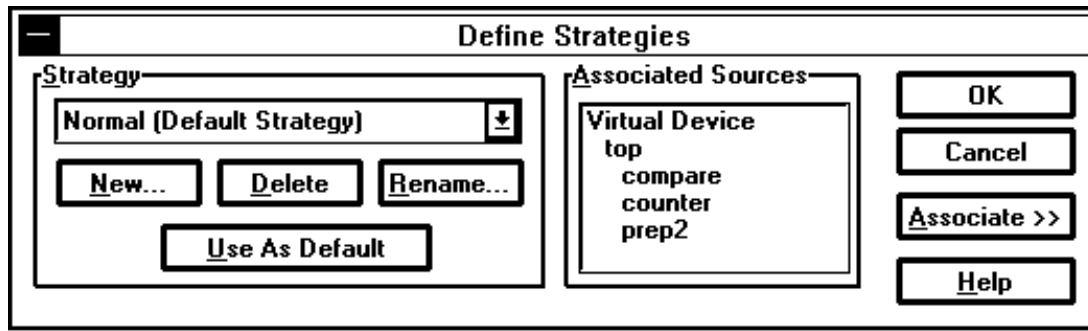 Define Strategies
Strategy
Normal (Default Strategy)
New...
Delete
Rename...
Use As Default
Associated Sources
Virtual Device
top
compare
counter
prep2
OK
Cancel
Associate >>
Help